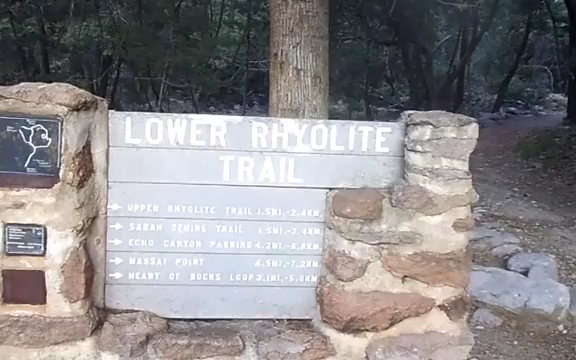 LOWER RHYOLITE
TRAIL
UPPER RHYOLITE TRAIL 1.5MI.-2.4KM.
SARAH DEMING TRAIL 1.5MI.-2.4KM.
ECHO CANYON PARKING 4.2MI.-6.8KM.
MASSAI POINT 4.5MI.-7.2KM.
HEART OF ROCKS LOOP 3.1MI.-5.0KM.